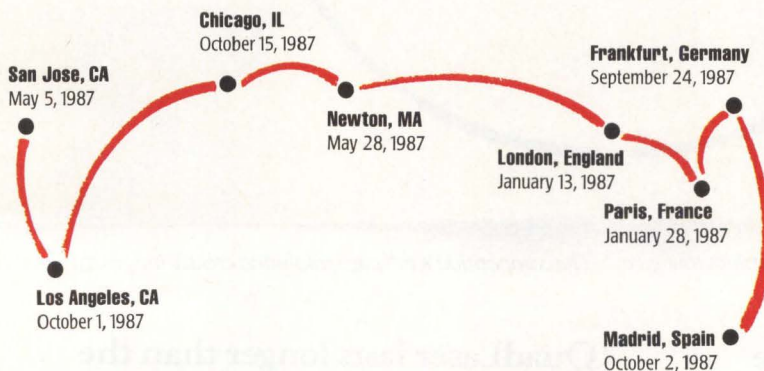 Chicago, IL
October 15, 1987
San Jose, CA
May 5, 1987
Frankfurt, Germany
September 24, 1987
Newton, MA
May 28, 1987
London, England
January 13, 1987
Paris, France
January 28, 1987
Los Angeles, CA
October 1, 1987
Madrid, Spain
October 2, 1987